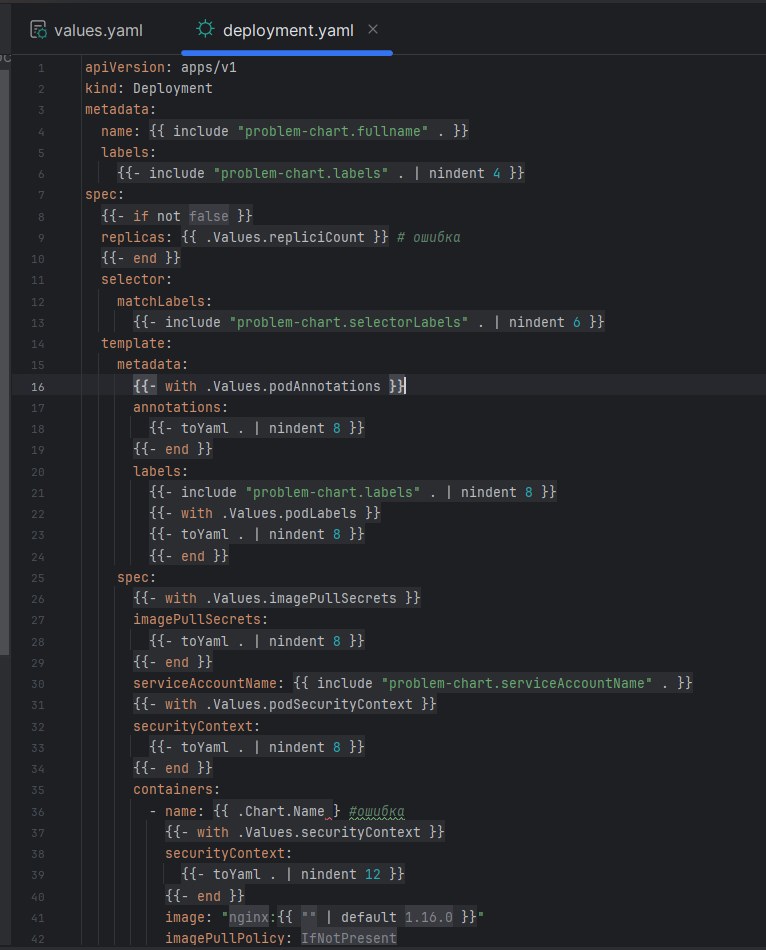 values.yaml
deployment.yaml
1 apiVersion: apps/v1
2 kind: Deployment
3 metadata:
4   name: {{ include "problem-chart.fullname" . }}
5   labels:
6     {{- include "problem-chart.labels" . | nindent 4 }}
7 spec:
8   {{- if not false }}
9   replicas: {{ .Values.repliciCount }} # ошибка
10   {{- end }}
11   selector:
12     matchLabels:
13       {{- include "problem-chart.selectorLabels" . | nindent 6 }}
14   template:
15     metadata:
16       {{- with .Values.podAnnotations }}
17       annotations:
18         {{- toYaml . | nindent 8 }}
19       {{- end }}
20       labels:
21         {{- include "problem-chart.labels" . | nindent 8 }}
22         {{- with .Values.podLabels }}
23         {{- toYaml . | nindent 8 }}
24         {{- end }}
25     spec:
26       {{- with .Values.imagePullSecrets }}
27       imagePullSecrets:
28         {{- toYaml . | nindent 8 }}
29       {{- end }}
30       serviceAccountName: {{ include "problem-chart.serviceAccountName" . }}
31       {{- with .Values.podSecurityContext }}
32       securityContext:
33         {{- toYaml . | nindent 8 }}
34       {{- end }}
35       containers:
36         - name: {{ .Chart.Name } #ошибка
37           {{- with .Values.securityContext }}
38           securityContext:
39             {{- toYaml . | nindent 12 }}
40           {{- end }}
41           image: "nginx:{{ "" | default 1.16.0 }}"
42           imagePullPolicy: IfNotPresent